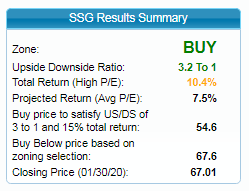 SSG Results Summary
Zone: BUY
Upside Downside Ratio: 3.2 To 1
Total Return (High P/E): 10.4%
Projected Return (Avg P/E): 7.5%
Buy price to satisfy US/DS of
3 to 1 and 15% total return: 54.6
Buy Below price based on
zoning selection: 67.6
Closing Price (01/30/20): 67.01